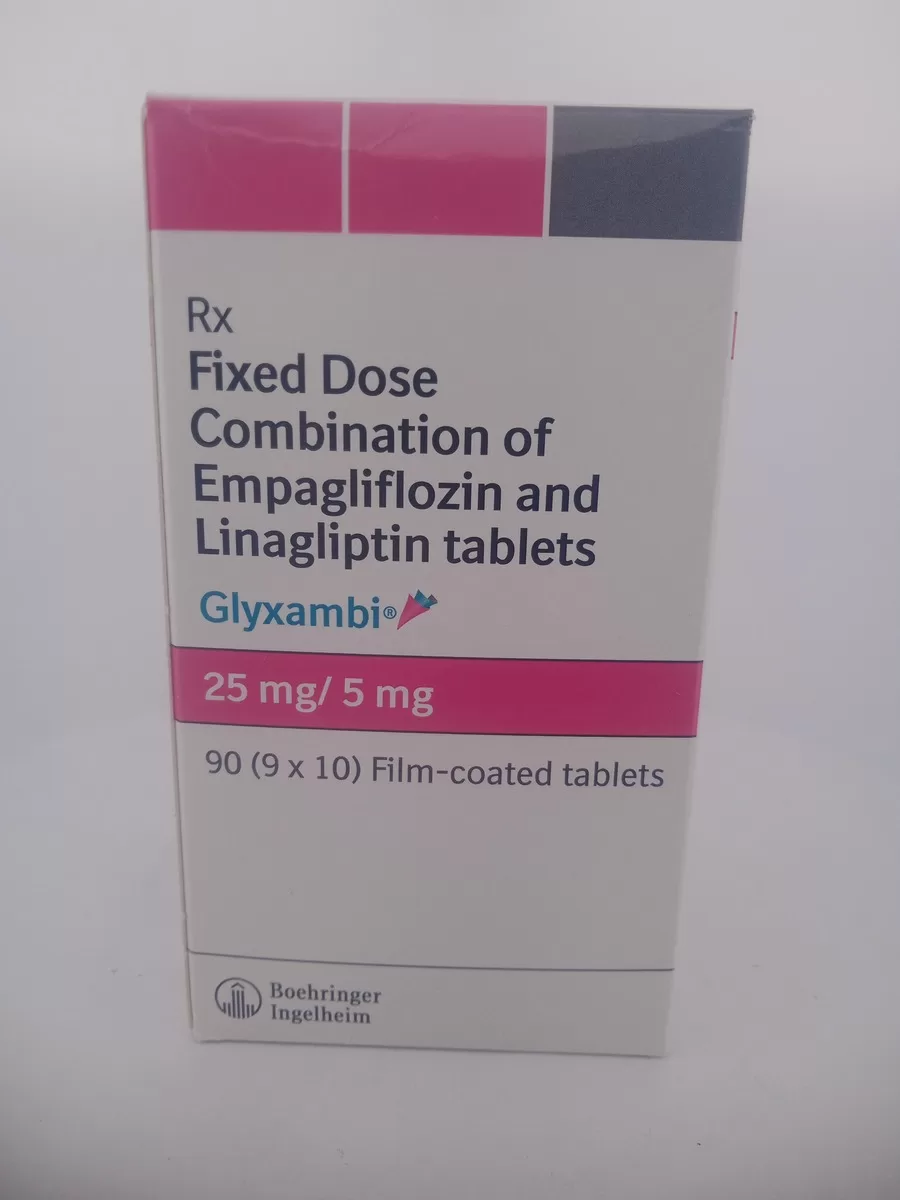 Rx
Fixed Dose
Combination of
Empagliflozin and
Linagliptin tablets
Glyxambi®
25 mg/ 5 mg
90 (9 x 10) Film-coated tablets
Boehringer
Ingelheim